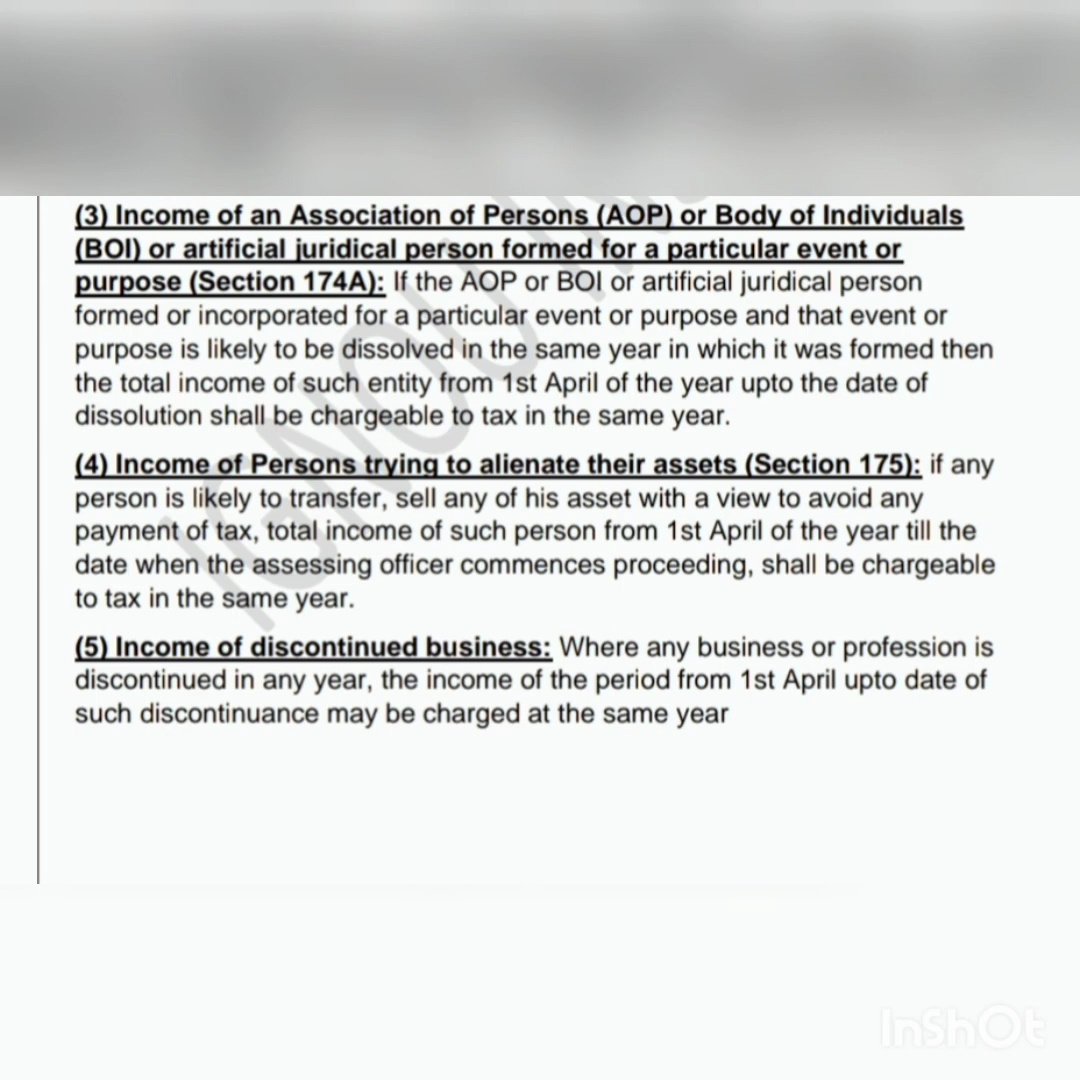 (3) Income of an Association of Persons (AOP) or Body of Individuals
(BOI) or artificial juridical person formed for a particular event or
purpose (Section 174A): If the AOP or BOI or artificial juridical person
formed or incorporated for a particular event or purpose and that event or
purpose is likely to be dissolved in the same year in which it was formed then
the total income of such entity from 1st April of the year upto the date of
dissolution shall be chargeable to tax in the same year.
(4) Income of Persons trying to alienate their assets (Section 175): if any
person is likely to transfer, sell any of his asset with a view to avoid any
payment of tax, total income of such person from 1st April of the year till the
date when the assessing officer commences proceeding, shall be chargeable
to tax in the same year.
(5) Income of discontinued business: Where any business or profession is
discontinued in any year, the income of the period from 1st April upto date of
such discontinuance may be charged at the same year
IGNOU
InShOt